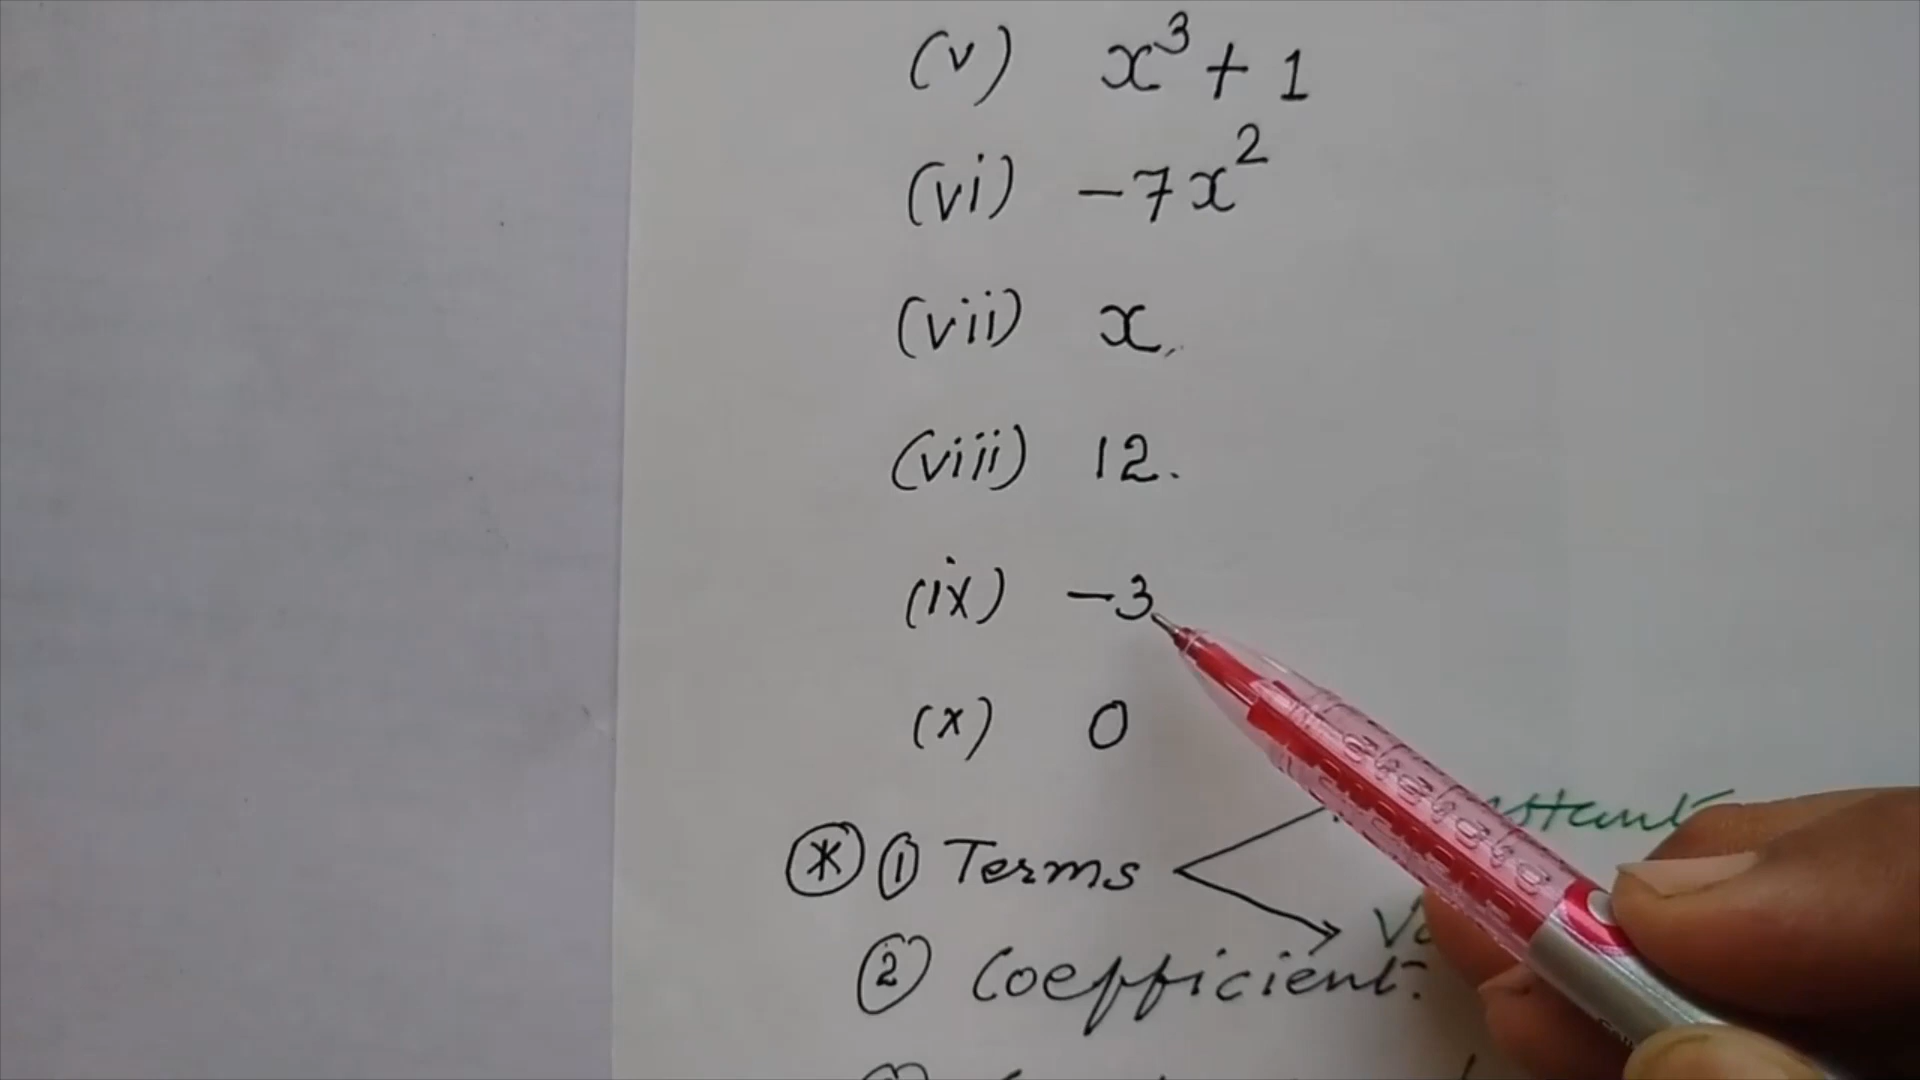 (v) x³ + 1
(vi) -7x²
(vii) x
(viii) 12.
(ix) -3
(x) 0
* 1 Terms
2 Coefficient.